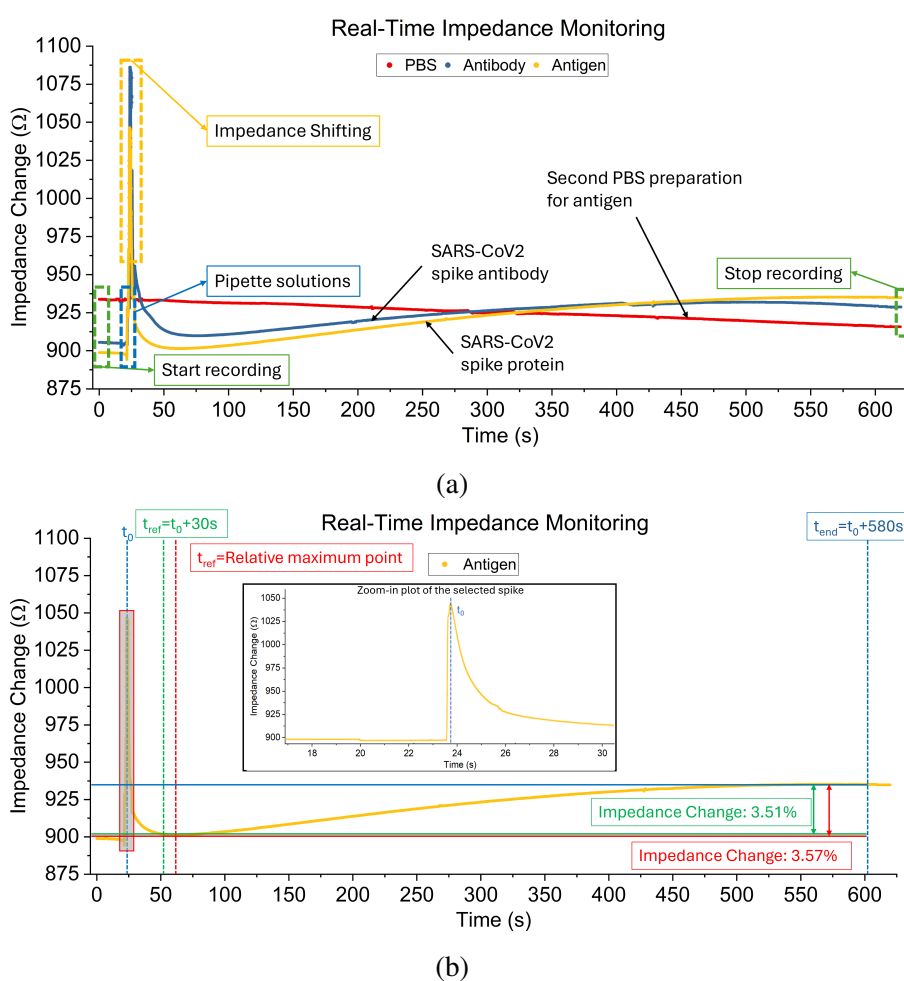 Real-Time Impedance Monitoring
PBS Antibody Antigen
Impedance Change (Ω)
1100
1075
1050
1025
1000
975
950
925
900
875
Impedance Shifting
Second PBS preparation
for antigen
SARS-CoV2
spike antibody
Pipette solutions
Stop recording
SARS-CoV2
spike protein
Start recording
0 50 100 150 200 250 300 350 400 450 500 550 600
Time (s)
(a)
t0
tref=t0+30s
Real-Time Impedance Monitoring
tend=t0+580s
tref=Relative maximum point
Antigen
Impedance Change (Ω)
1100
1075
1050
1025
1000
975
950
925
900
875
Zoom-in plot of the selected spike
Impedance Change (Ω)
1050
1025
1000
975
950
925
900
t0
18 20 22 24 26 28 30
Time (s)
Impedance Change: 3.51%
Impedance Change: 3.57%
0 50 100 150 200 250 300 350 400 450 500 550 600
Time (s)
(b)